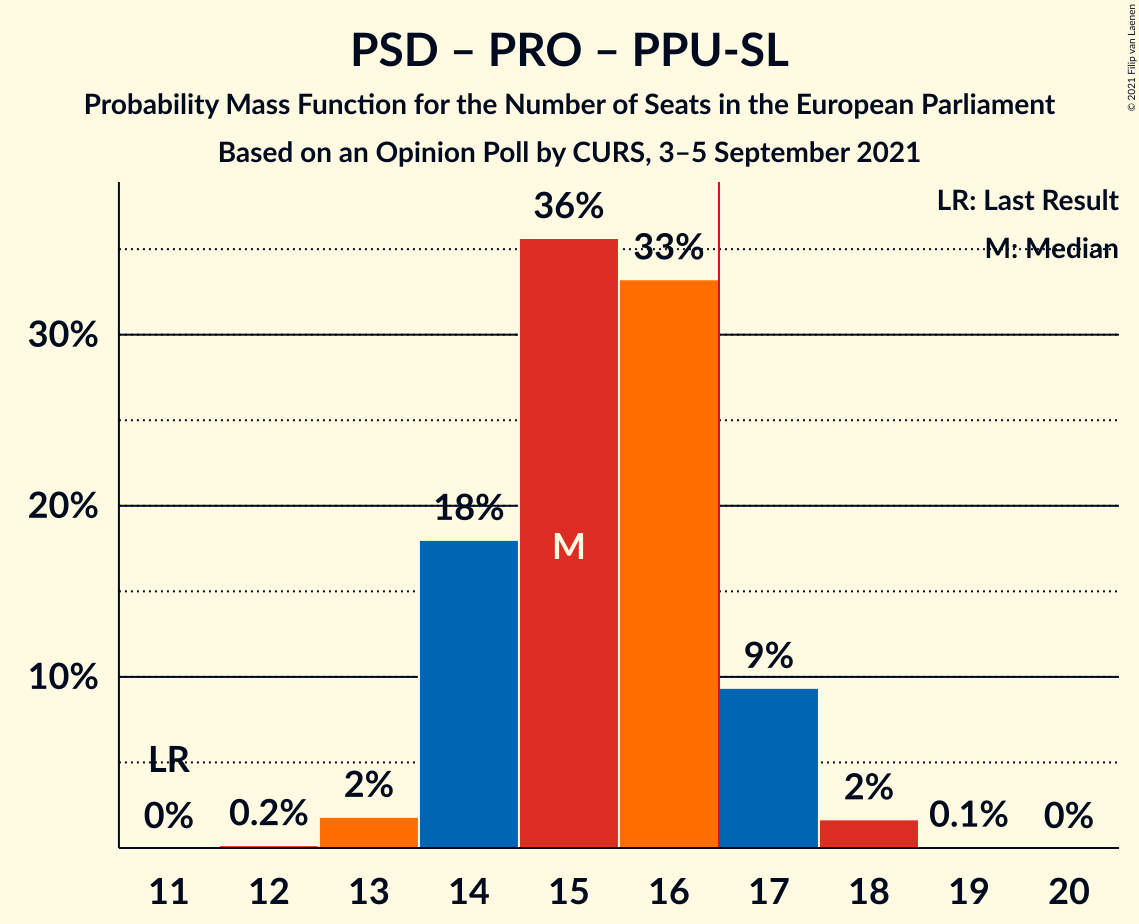 PSD – PRO – PPU-SL
Probability Mass Function for the Number of Seats in the European Parliament
Based on an Opinion Poll by CURS, 3–5 September 2021
© 2021 Filip van Laenen
LR: Last Result
M: Median
30%
20%
10%
LR
0%
0.2%
2%
18%
36%
M
33%
9%
2%
0.1%
0%
11 12 13 14 15 16 17 18 19 20